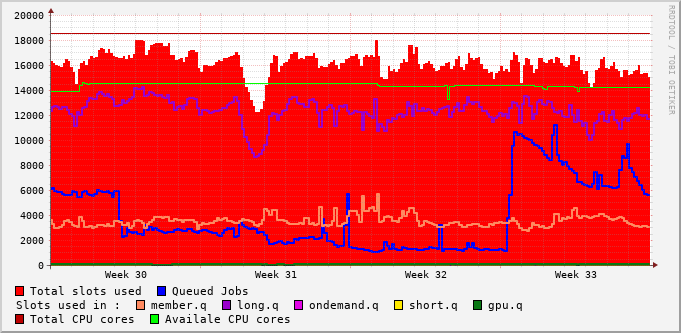 20000
18000
16000
14000
12000
10000
8000
6000
4000
2000
0
Week 30 Week 31 Week 32 Week 33
Total slots used Queued Jobs
Slots used in : member.q long.q ondemand.q short.q gpu.q
Total CPU cores Availale CPU cores
RRDTOOL / TOBI OETIKER